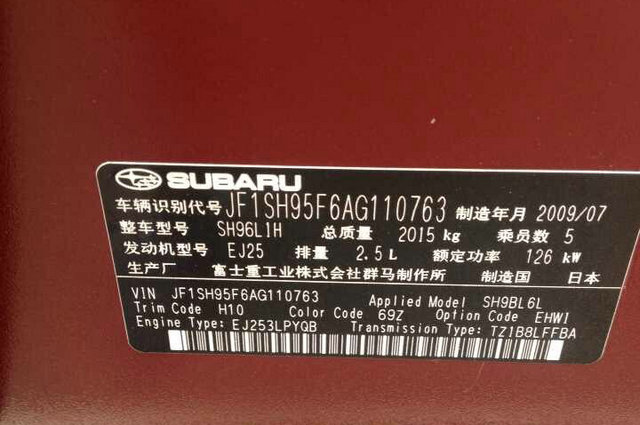 SUBARU
车辆识别代号 JF1SH95F6AG110763 制造年月 2009/07
整车型号 SH96L1H 总质量 2015 kg 乘员数 5
发动机型号 EJ25 排量 2.5L 额定功率 126 kW
生产厂 富士重工业株式会社群马制作所 制造国 日本
VIN JF1SH95F6AG110763 Applied Model SH9BL6L
Trim Code H10 Color Code 69Z Option Code EHWI
Engine Type: EJ253LPYQB Transmission Type: TZ1B8LFFBA